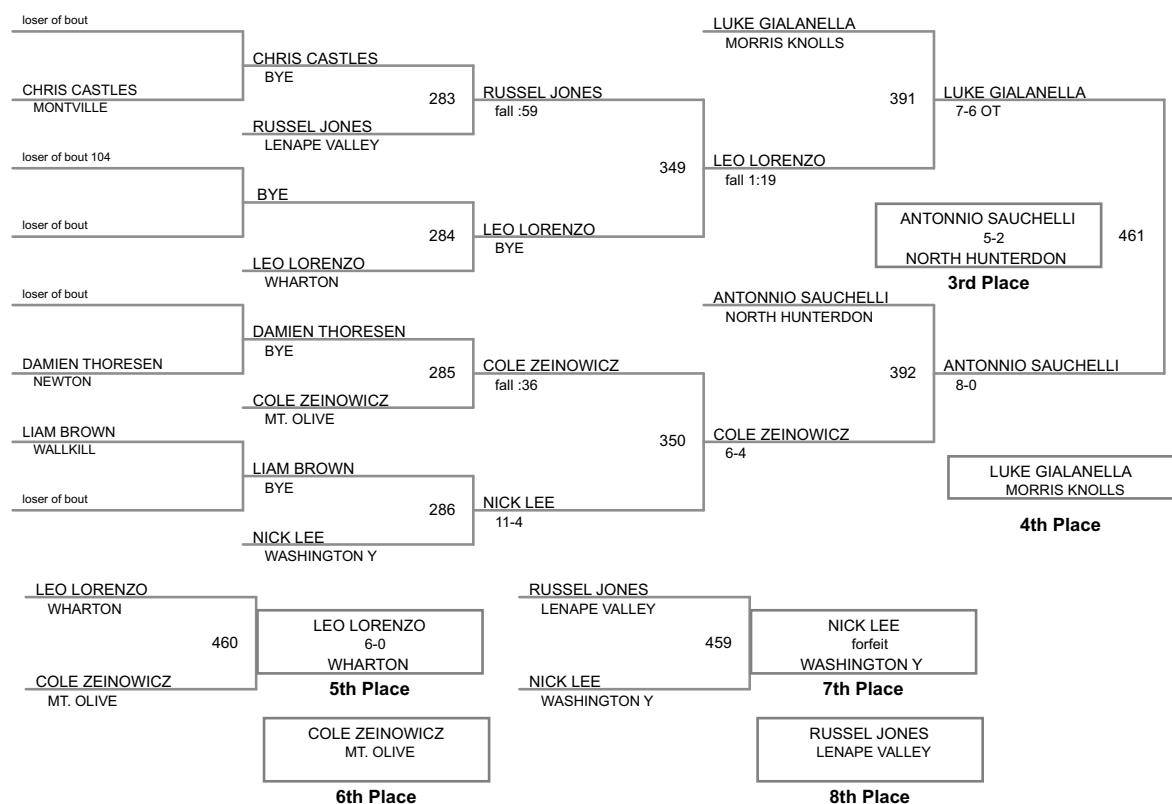 loser of bout
CHRIS CASTLES
MONTVILLE
loser of bout 104
loser of bout
loser of bout
DAMIEN THORESEN
NEWTON
LIAM BROWN
WALLKILL
loser of bout
CHRIS CASTLES
BYE
283
RUSSEL JONES
LENAPE VALLEY
BYE
284
LEO LORENZO
WHARTON
DAMIEN THORESEN
BYE
285
COLE ZEINOWICZ
MT. OLIVE
LIAM BROWN
BYE
286
NICK LEE
WASHINGTON Y
RUSSEL JONES
fall :59
349
LEO LORENZO
BYE
COLE ZEINOWICZ
fall :36
350
NICK LEE
11-4
LUKE GIALANELLA
MORRIS KNOLLS
391
LEO LORENZO
fall 1:19
ANTONNIO SAUCHELLI
NORTH HUNTERDON
392
COLE ZEINOWICZ
6-4
LUKE GIALANELLA
7-6 OT
461
ANTONNIO SAUCHELLI
8-0
ANTONNIO SAUCHELLI
5-2
NORTH HUNTERDON
3rd Place
LUKE GIALANELLA
MORRIS KNOLLS
4th Place
LEO LORENZO
WHARTON
460
COLE ZEINOWICZ
MT. OLIVE
LEO LORENZO
6-0
WHARTON
5th Place
COLE ZEINOWICZ
MT. OLIVE
6th Place
RUSSEL JONES
LENAPE VALLEY
459
NICK LEE
WASHINGTON Y
NICK LEE
forfeit
WASHINGTON Y
7th Place
RUSSEL JONES
LENAPE VALLEY
8th Place